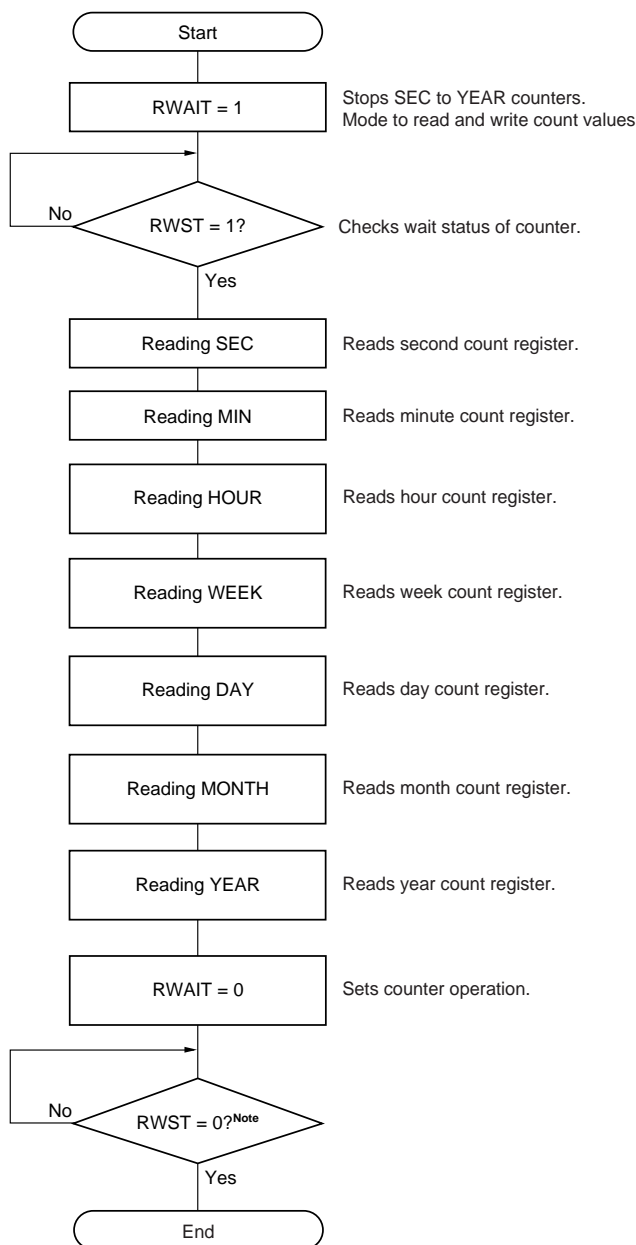 Start
RWAIT = 1
Stops SEC to YEAR counters.
Mode to read and write count values
No
RWST = 1?
Checks wait status of counter.
Yes
Reading SEC
Reads second count register.
Reading MIN
Reads minute count register.
Reading HOUR
Reads hour count register.
Reading WEEK
Reads week count register.
Reading DAY
Reads day count register.
Reading MONTH
Reads month count register.
Reading YEAR
Reads year count register.
RWAIT = 0
Sets counter operation.
No
RWST = 0?Note
Yes
End